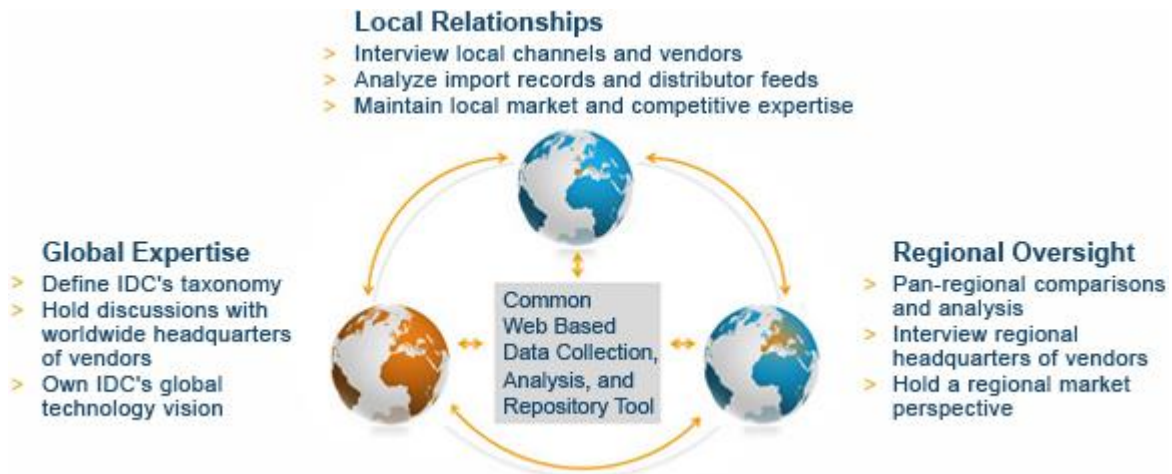 Local Relationships
> Interview local channels and vendors
> Analyze import records and distributor feeds
> Maintain local market and competitive expertise
Global Expertise
> Define IDC's taxonomy
> Hold discussions with
worldwide headquarters
of vendors
> Own IDC's global
technology vision
Common
Web Based
Data Collection,
Analysis, and
Repository Tool
Regional Oversight
> Pan-regional comparisons
and analysis
> Interview regional
headquarters of vendors
> Hold a regional market
perspective